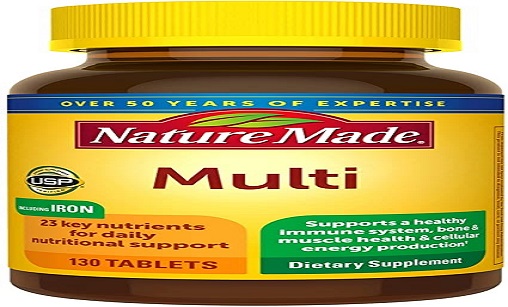 OVER 50 YEARS OF EXPERTISE
Nature Made®
Multi
USP
INCLUDING IRON
23 key nutrients
for daily
nutritional support
130 TABLETS
Supports a healthy
immune system, bone &
muscle health & cellular
energy production†
Dietary Supplement